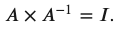 A × A⁻¹ = I.